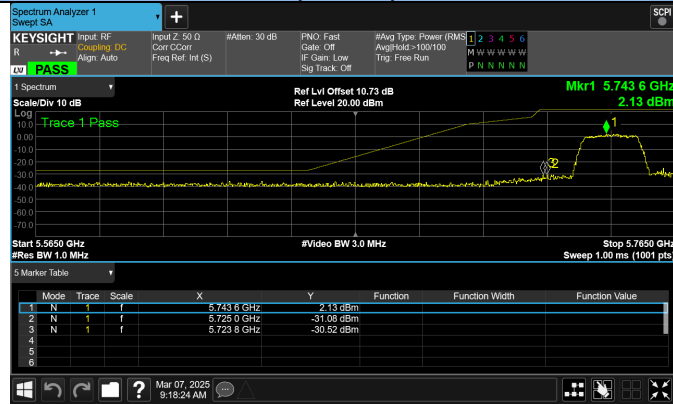 Spectrum Analyzer 1
Swept SA
SCPI
KEYSIGHT Input: RF Input Z: 50 Ω #Atten: 30 dB PNO: Fast #Avg Type: Power (RMS 1 2 3 4 5 6
R Coupling: DC Corr CCorr Gate: Off Avg|Hold:>100/100 M W W W W W
Align: Auto Freq Ref: Int (S) IF Gain: Low Trig: Free Run
LXI PASS Sig Track: Off P N N N N N
1 Spectrum Ref Lvl Offset 10.73 dB Mkr1 5.743 6 GHz
Scale/Div 10 dB Ref Level 20.00 dBm 2.13 dBm
Log
Trace 1 Pass
1
10.0
0.00
-10.0
-20.0
32
-30.0
-40.0
-50.0
-60.0
-70.0
Start 5.5650 GHz #Video BW 3.0 MHz Stop 5.7650 GHz
#Res BW 1.0 MHz Sweep 1.00 ms (1001 pts)
5 Marker Table
Mode Trace Scale X Y Function Function Width Function Value
1 N 1 f 5.743 6 GHz 2.13 dBm
2 N 1 f 5.725 0 GHz -31.08 dBm
3 N 1 f 5.723 8 GHz -30.52 dBm
4
5
6
Mar 07, 2025
9:18:24 AM